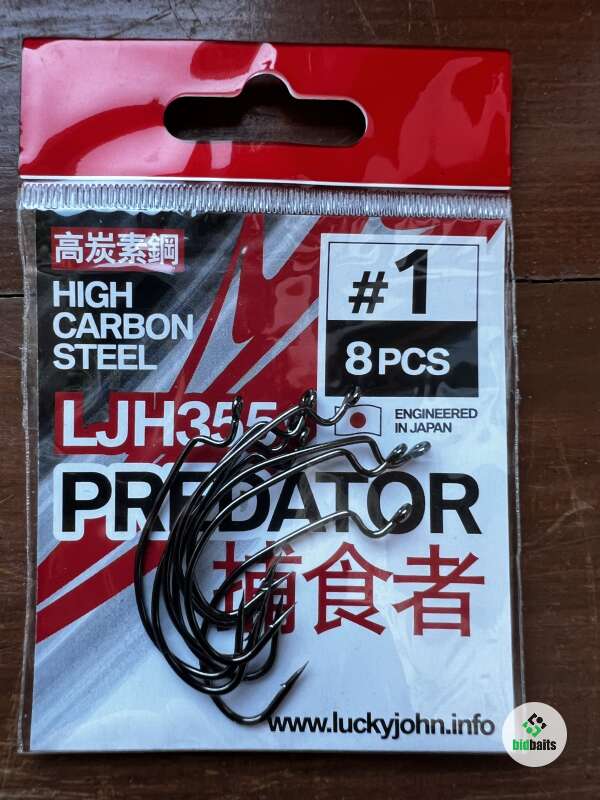 高炭素鋼
HIGH
CARBON
STEEL
#1
8 PCS
LJH355
ENGINEERED
IN JAPAN
PREDATOR
捕食者
www.luckyjohn.info
bidbaits